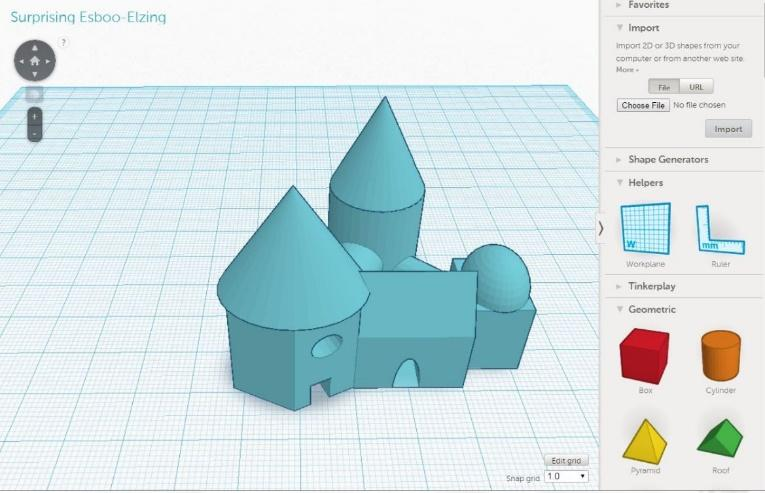 Surprising Esboo-Elzing
?
+
-
Favorites
Import
Import 2D or 3D shapes from your
computer or from another web site.
More
File
URL
Choose File
No file chosen
Import
Shape Generators
Helpers
W
mm
Workplane
Ruler
Tinkerplay
Geometric
Box
Cylinder
Pyramid
Roof
Edit grid
Snap grid
1.0